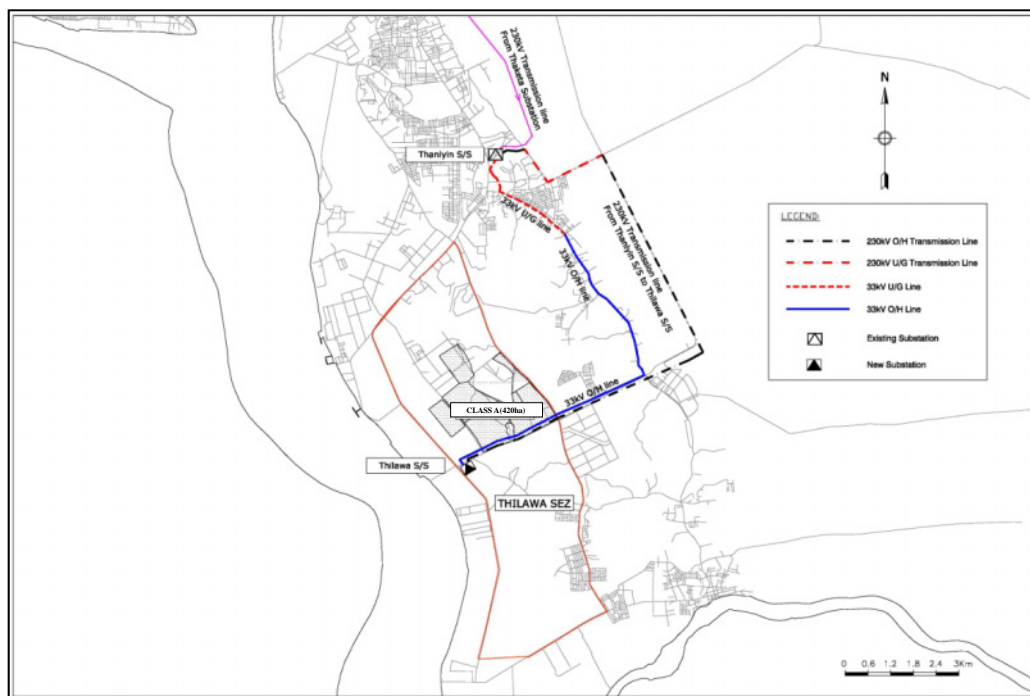 230kV Transmission line
From Thaketa Substation
N
Thanlyin S/S
33kV U/G line
230kV Transmission line
From Thanlyin S/S to Thilawa S/S
33kV O/H line
LEGEND:
230kV O/H Transmission Line
230kV U/G Transmission Line
33kV U/G Line
33kV O/H Line
Existing Substation
New Substation
33kV O/H line
CLASS A(420ha)
Thilawa S/S
THILAWA SEZ
0 0.6 1.2 1.8 2.4 3Km